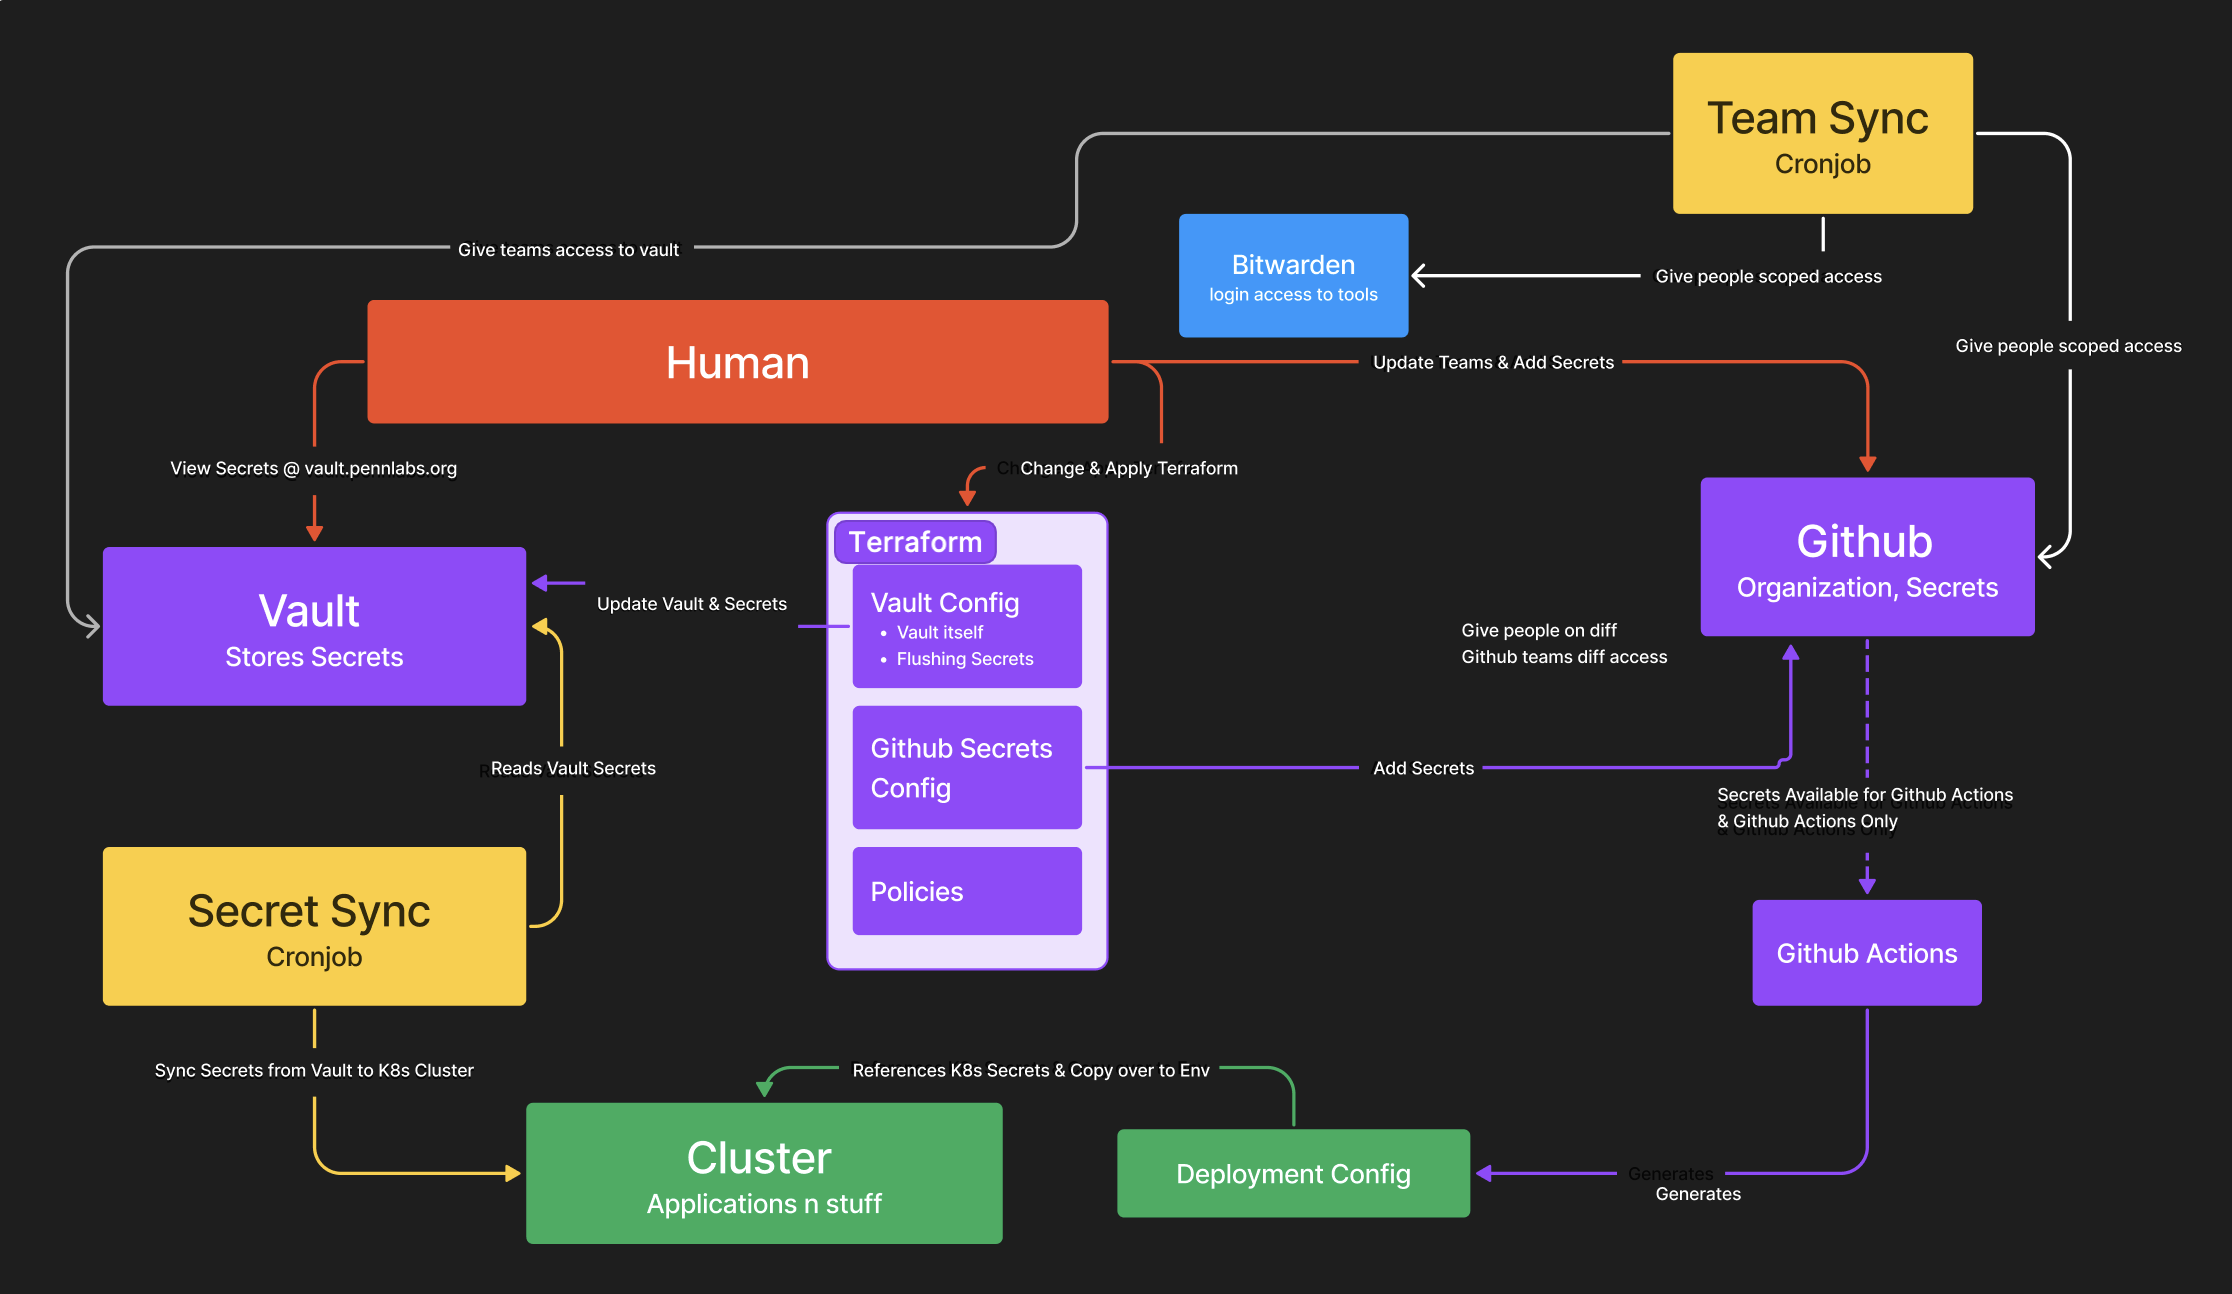 Team Sync
Cronjob
Give teams access to vault
Bitwarden
login access to tools
Give people scoped access
Give people scoped access
Human
Update Teams & Add Secrets
View Secrets @ vault.pennlabs.org
Change & Apply Terraform
Terraform
Vault Config
• Vault itself
• Flushing Secrets
Github Secrets
Config
Policies
Vault
Stores Secrets
Update Vault & Secrets
Github
Organization, Secrets
Give people on diff
Github teams diff access
Reads Vault Secrets
Add Secrets
Secrets Available for Github Actions
& Github Actions Only
Secret Sync
Cronjob
Github Actions
Sync Secrets from Vault to K8s Cluster
References K8s Secrets & Copy over to Env
Cluster
Applications n stuff
Deployment Config
Generates
Generates